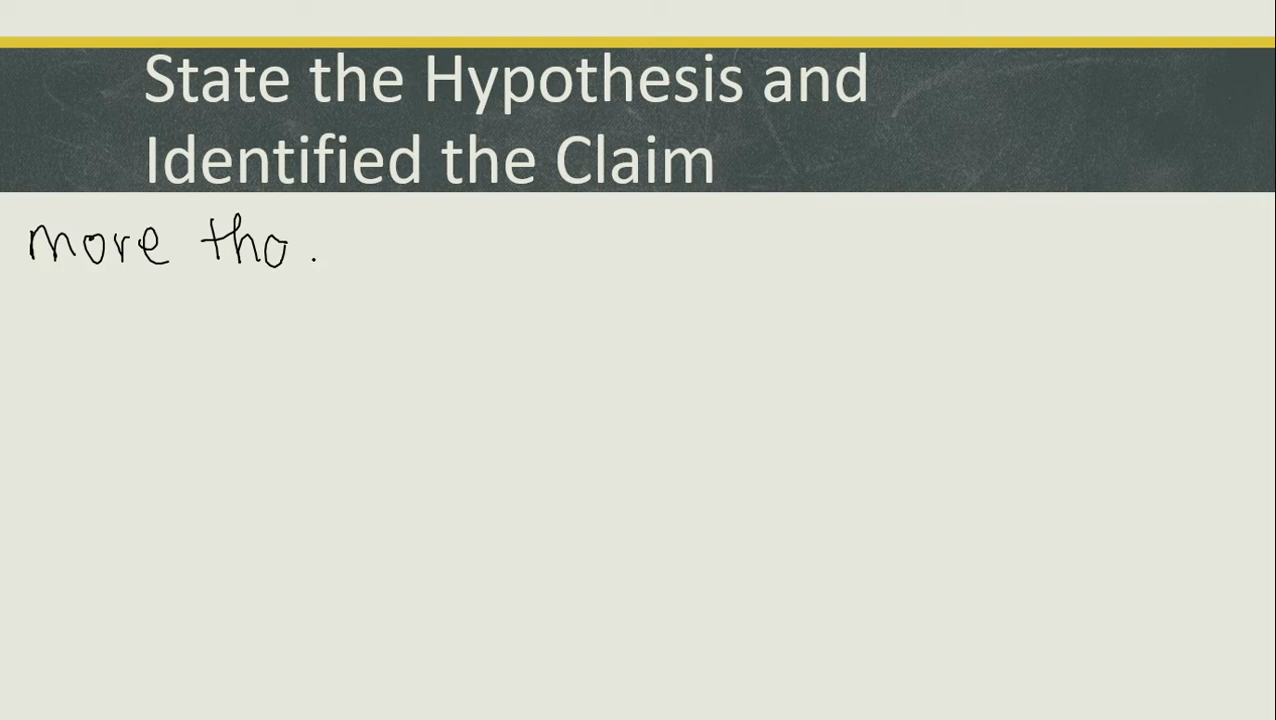 State the Hypothesis and
Identified the Claim
more tha.